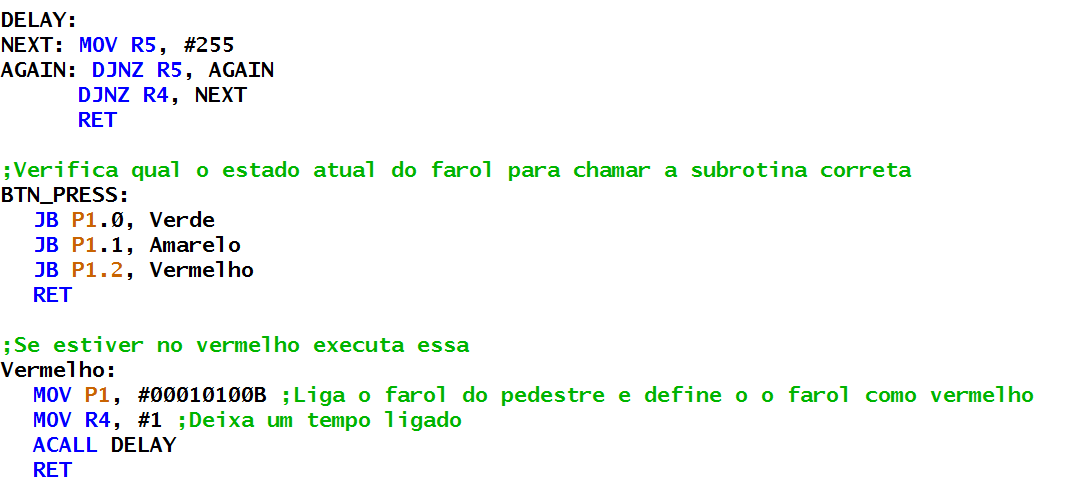 DELAY:
NEXT: MOV R5, #255
AGAIN: DJNZ R5, AGAIN
DJNZ R4, NEXT
RET
;Verifica qual o estado atual do farol para chamar a subrotina correta
BTN_PRESS:
JB P1.0, Verde
JB P1.1, Amarelo
JB P1.2, Vermelho
RET
;Se estiver no vermelho executa essa
Vermelho:
MOV P1, #00010100B ;Liga o farol do pedestre e define o o farol como vermelho
MOV R4, #1 ;Deixa um tempo ligado
ACALL DELAY
RET